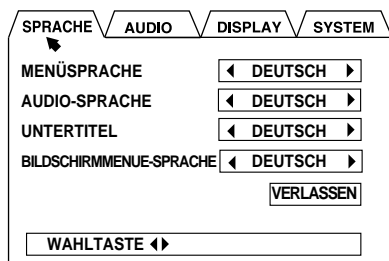 SPRACHE AUDIO DISPLAY SYSTEM
MENÜSPRACHE DEUTSCH
AUDIO-SPRACHE DEUTSCH
UNTERTITEL DEUTSCH
BILDSCHIRMMENUE-SPRACHE DEUTSCH
VERLASSEN
WAHLTASTE